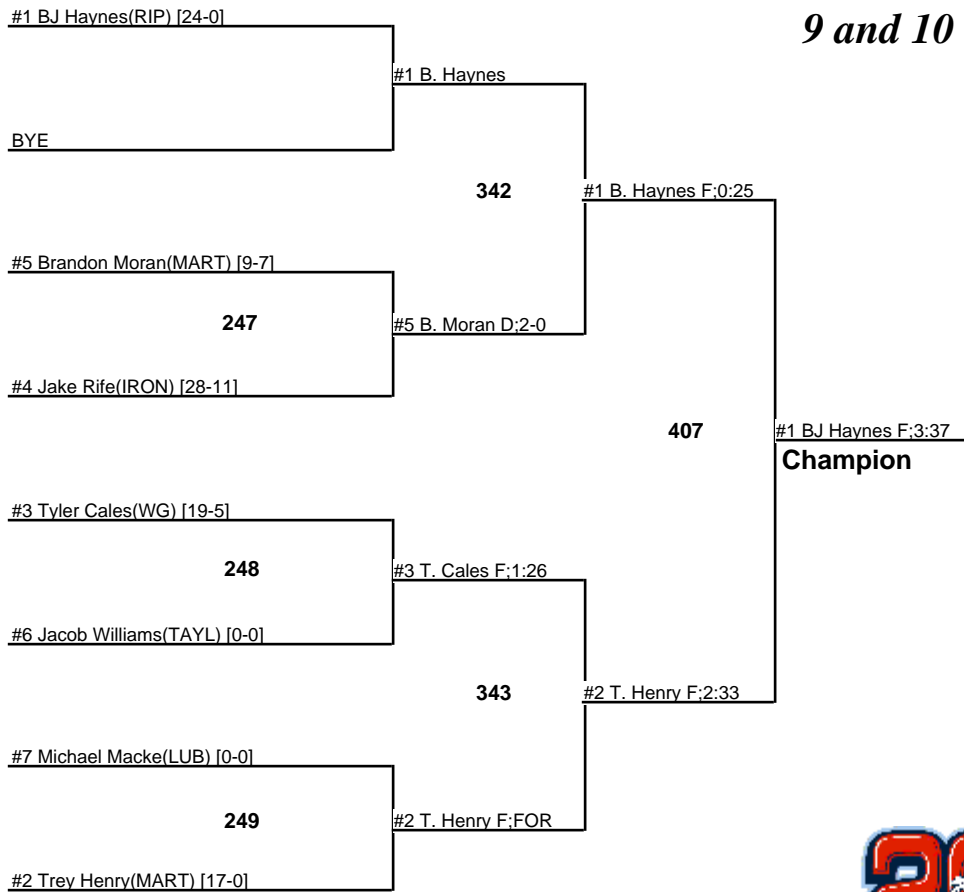 #1 BJ Haynes(RIP) [24-0]
9 and 10
#1 B. Haynes
BYE
342
#1 B. Haynes F;0:25
#5 Brandon Moran(MART) [9-7]
247
#5 B. Moran D;2-0
#4 Jake Rife(IRON) [28-11]
407
#1 BJ Haynes F;3:37
Champion
#3 Tyler Cales(WG) [19-5]
248
#3 T. Cales F;1:26
#6 Jacob Williams(TAYL) [0-0]
343
#2 T. Henry F;2:33
#7 Michael Macke(LUB) [0-0]
249
#2 T. Henry F;FOR
#2 Trey Henry(MART) [17-0]